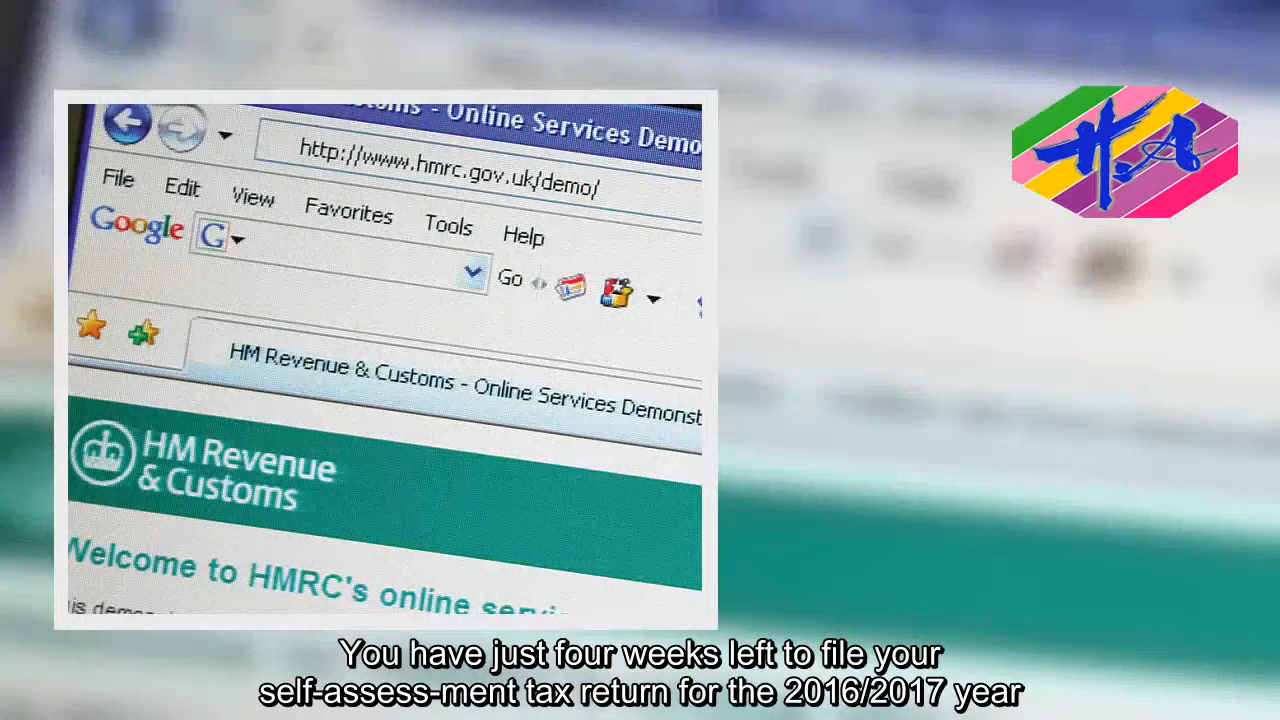 ustoms - Online Services Demo
http://www.hmrc.gov.uk/demo/
File Edit View Favorites Tools Help
Google G Go
HM Revenue & Customs - Online Services Demonst
HM Revenue
& Customs
Welcome to HMRC's online servic
H.A
You have just four weeks left to file your
self-assess-ment tax return for the 2016/2017 year